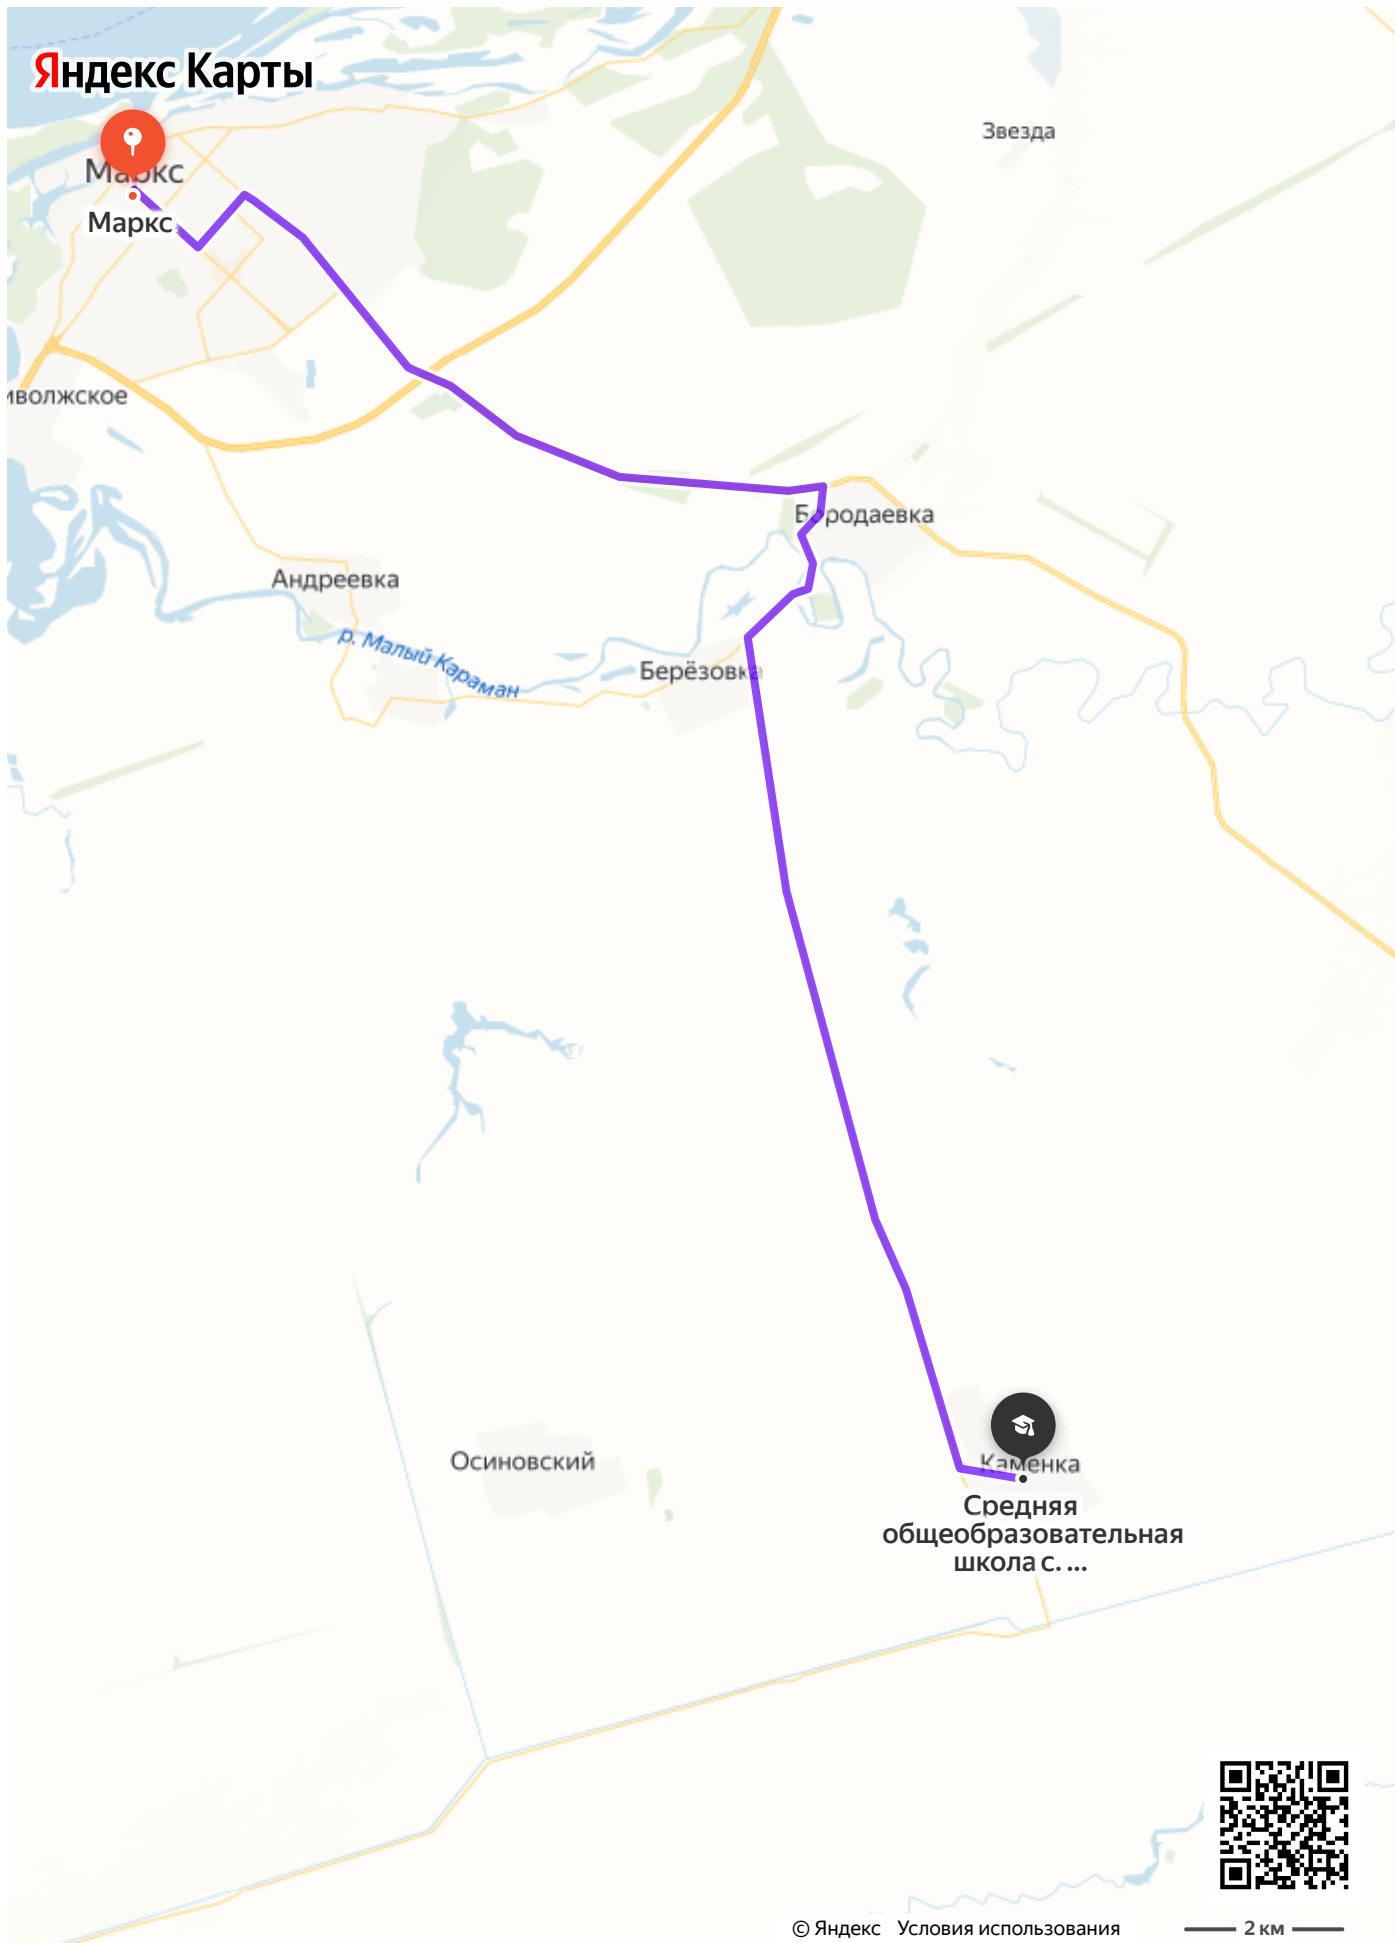 Яндекс Карты
Звезда
Маркс
Маркс
иволжское
Бородаевка
Андреевка
р. Малый Караман
Берёзовка
Осиновский
Каменка
Средняя
общеобразовательная
школа с. ...
© Яндекс Условия использования
2 км